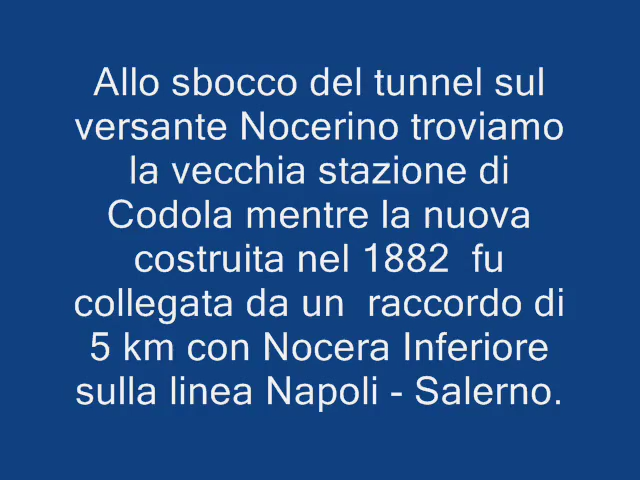 Allo sbocco del tunnel sul
versante Nocerino troviamo
la vecchia stazione di
Codola mentre la nuova
costruita nel 1882  fu
collegata da un  raccordo di
5 km con Nocera Inferiore
sulla linea Napoli - Salerno.